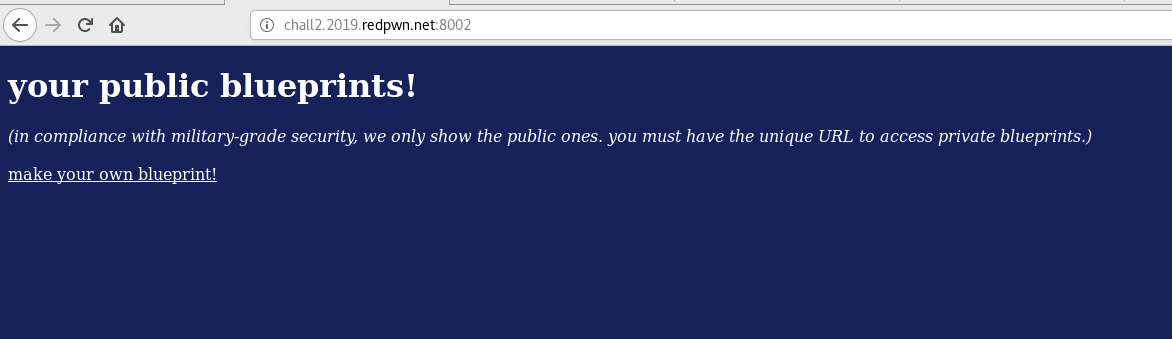 chall2.2019.redpwn.net:8002
your public blueprints!
(in compliance with military-grade security, we only show the public ones. you must have the unique URL to access private blueprints.)
make your own blueprint!